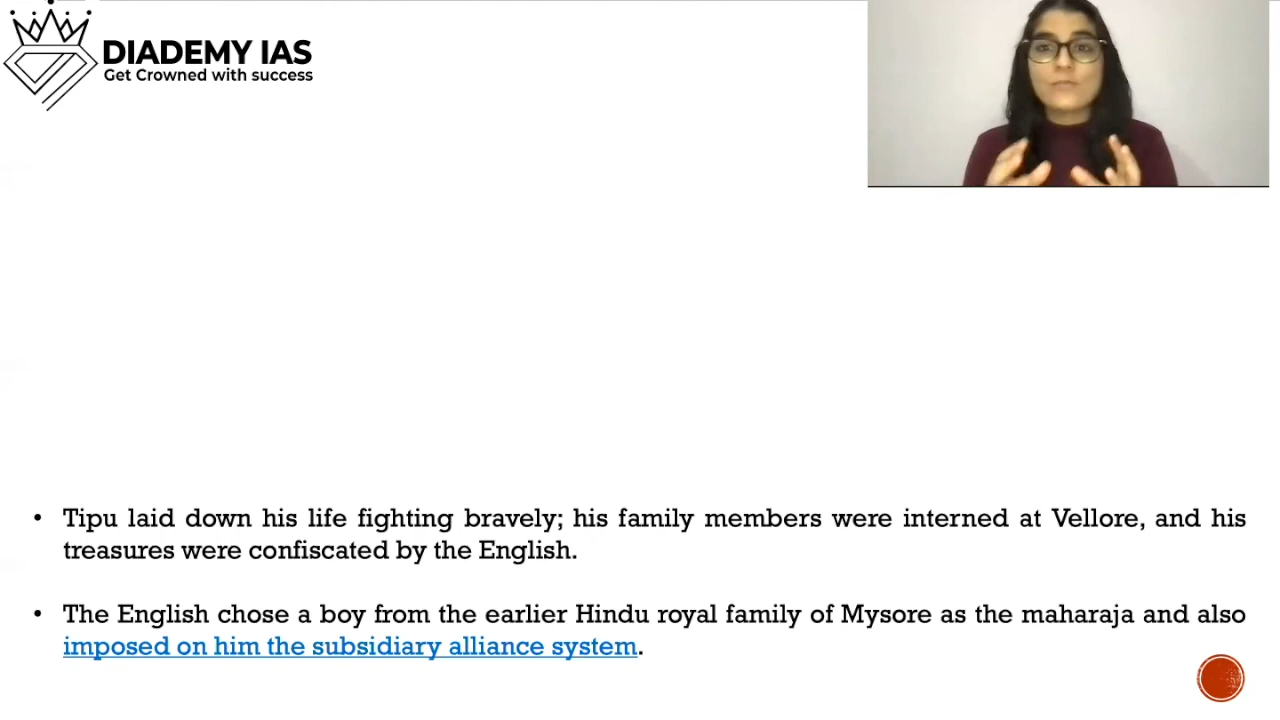 DIADEMY IAS
Get Crowned with success
• Tipu laid down his life fighting bravely; his family members were interned at Vellore, and his
treasures were confiscated by the English.
• The English chose a boy from the earlier Hindu royal family of Mysore as the maharaja and also
imposed on him the subsidiary alliance system.